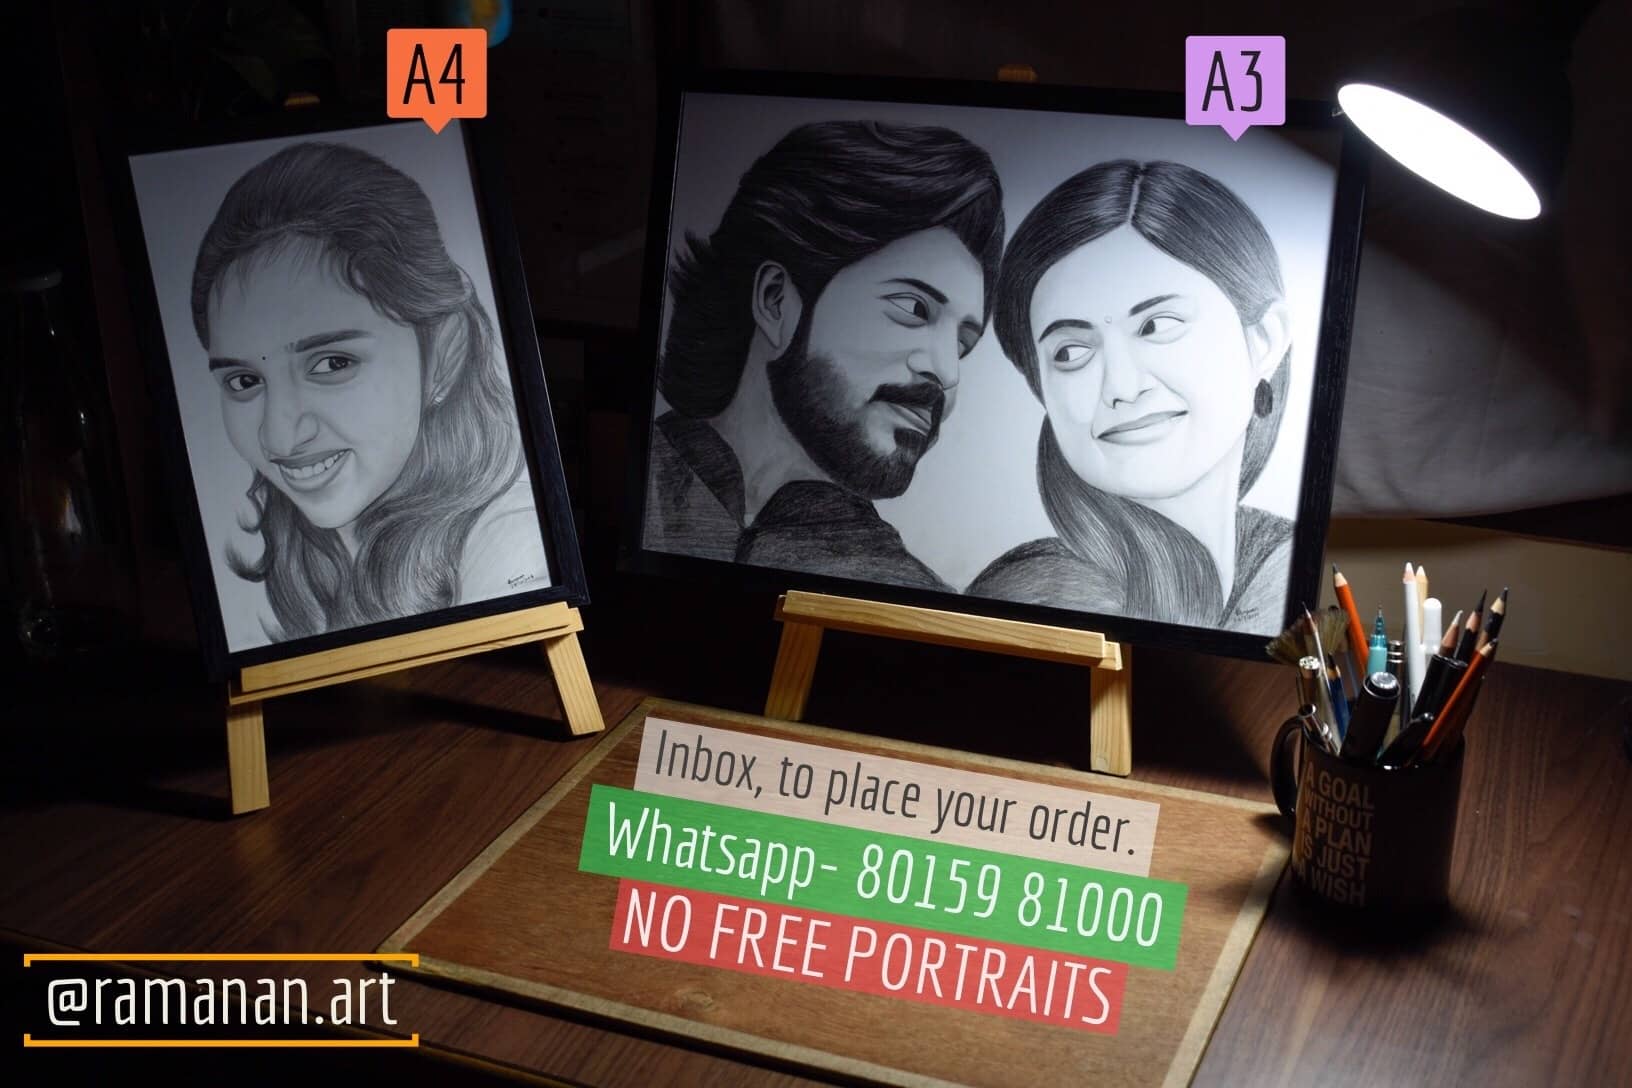 A4
A3
Inbox, to place your order.
Whatsapp- 80159 81000
NO FREE PORTRAITS
@ramanan.art
A GOAL
WITHOUT
A PLAN
IS JUST
A WISH